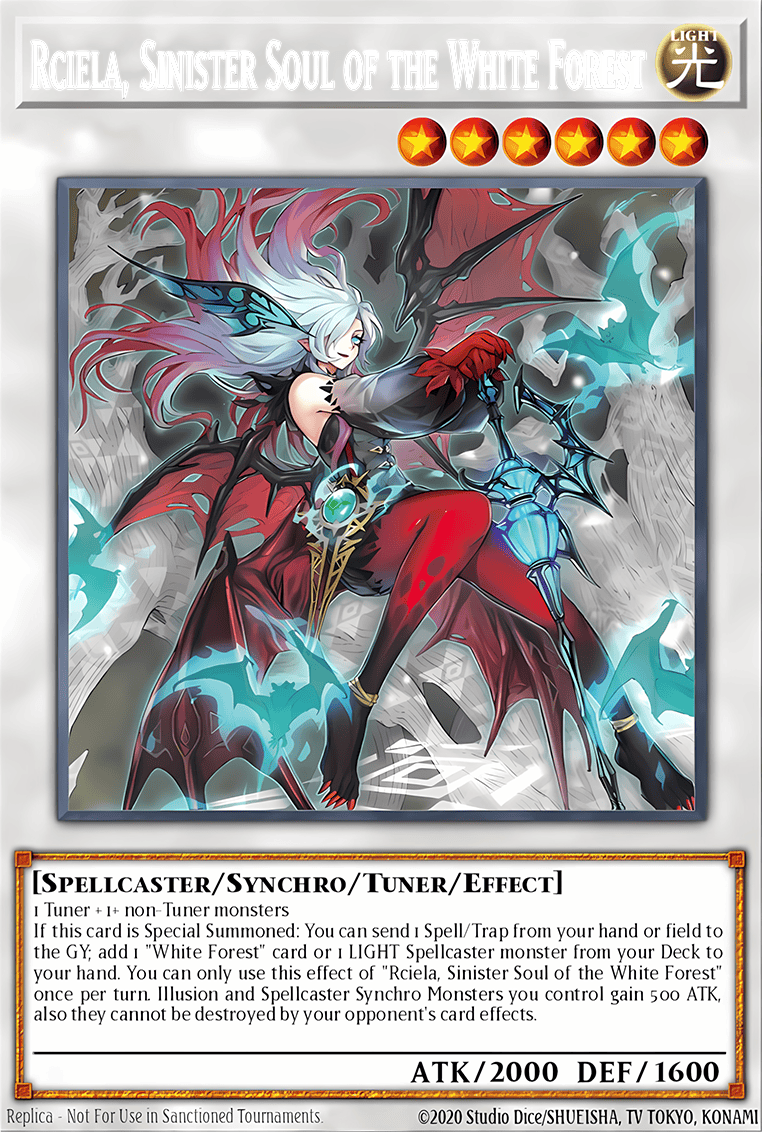 Rciela, Sinister Soul of the White Forest
LIGHT
光
[Spellcaster/Synchro/Tuner/Effect]
1 Tuner + 1+ non-Tuner monsters
If this card is Special Summoned: You can send 1 Spell/Trap from your hand or field to
the GY; add 1 "White Forest" card or 1 LIGHT Spellcaster monster from your Deck to
your hand. You can only use this effect of "Rciela, Sinister Soul of the White Forest"
once per turn. Illusion and Spellcaster Synchro Monsters you control gain 500 ATK,
also they cannot be destroyed by your opponent's card effects.
ATK/2000 DEF/1600
Replica - Not For Use in Sanctioned Tournaments.
©2020 Studio Dice/SHUEISHA, TV TOKYO, KONAMI